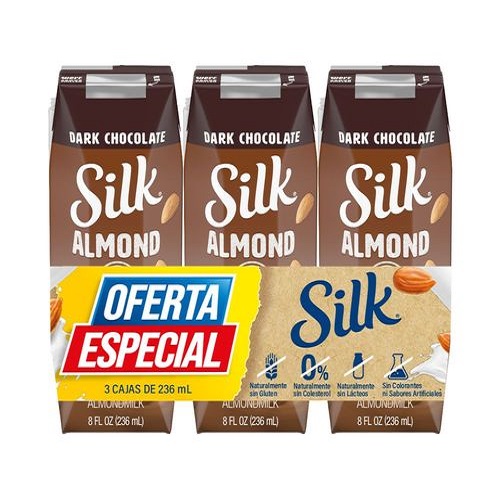 DARK CHOCOLATE DARK CHOCOLATE DARK CHOCOLATE
Silk Silk Silk
ALMOND ALMOND ALMOND
OFERTA
ESPECIAL
3 CAJAS DE 236 mL
Silk
Naturalmente
sin Gluten
0%
Naturalmente
sin Colesterol
Naturalmente
sin Lácteos
Sin Colorantes
ni Sabores Artificiales
ALMONDMILK ALMONDMILK ALMONDMILK
8 FL OZ (236 mL) 8 FL OZ (236 mL) 8 FL OZ (236 mL)